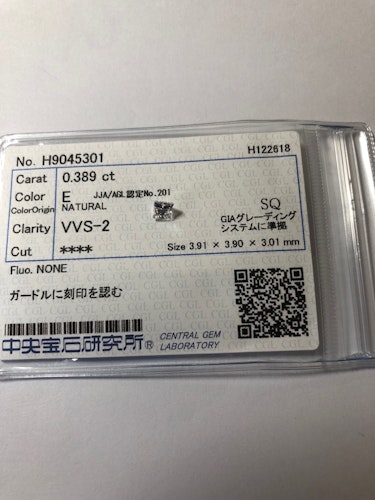 No. H9045301 H122618
Carat 0.389 ct
Color E JJA/AGL認定No.201
ColorOrigin NATURAL SQ
Clarity VVS-2 GIAグレーディング
システムに準拠
Cut **** Size 3.91 × 3.90 × 3.01 mm
Fluo. NONE
ガードルに刻印を認む
中央宝石研究所® CENTRAL GEM
LABORATORY